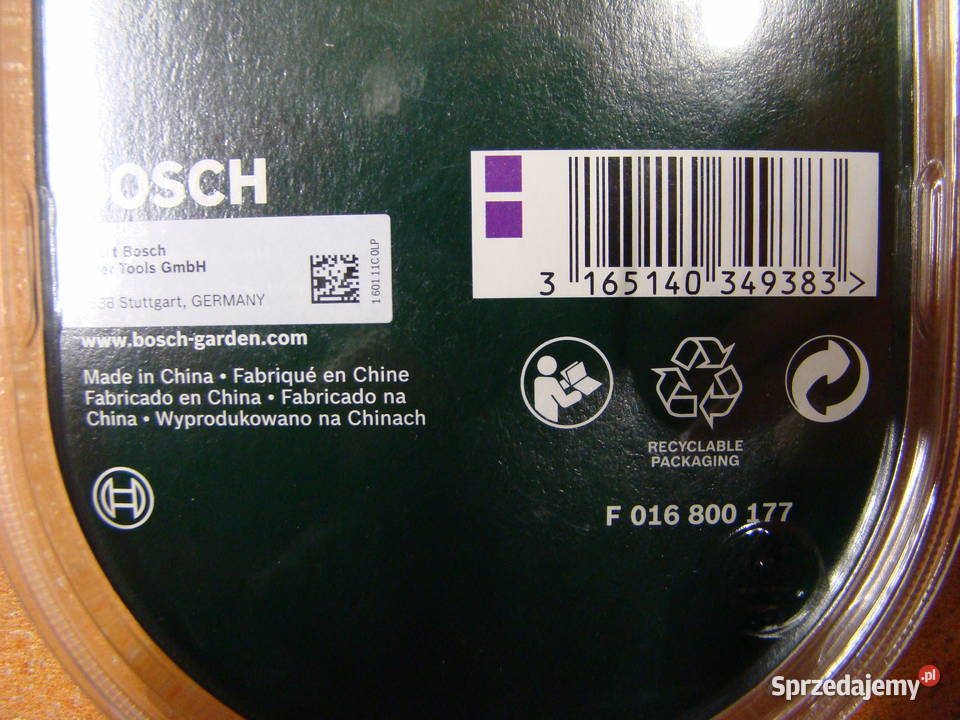 BOSCH
Bosch
Tools GmbH
Stuttgart, GERMANY
1 601 11C 0LP
www.bosch-garden.com
Made in China • Fabriqué en Chine
Fabricado en China • Fabricado na
China • Wyprodukowano na Chinach
3 165140 349383 >
RECYCLABLE
PACKAGING
F 016 800 177
Sprzedajemy.pl